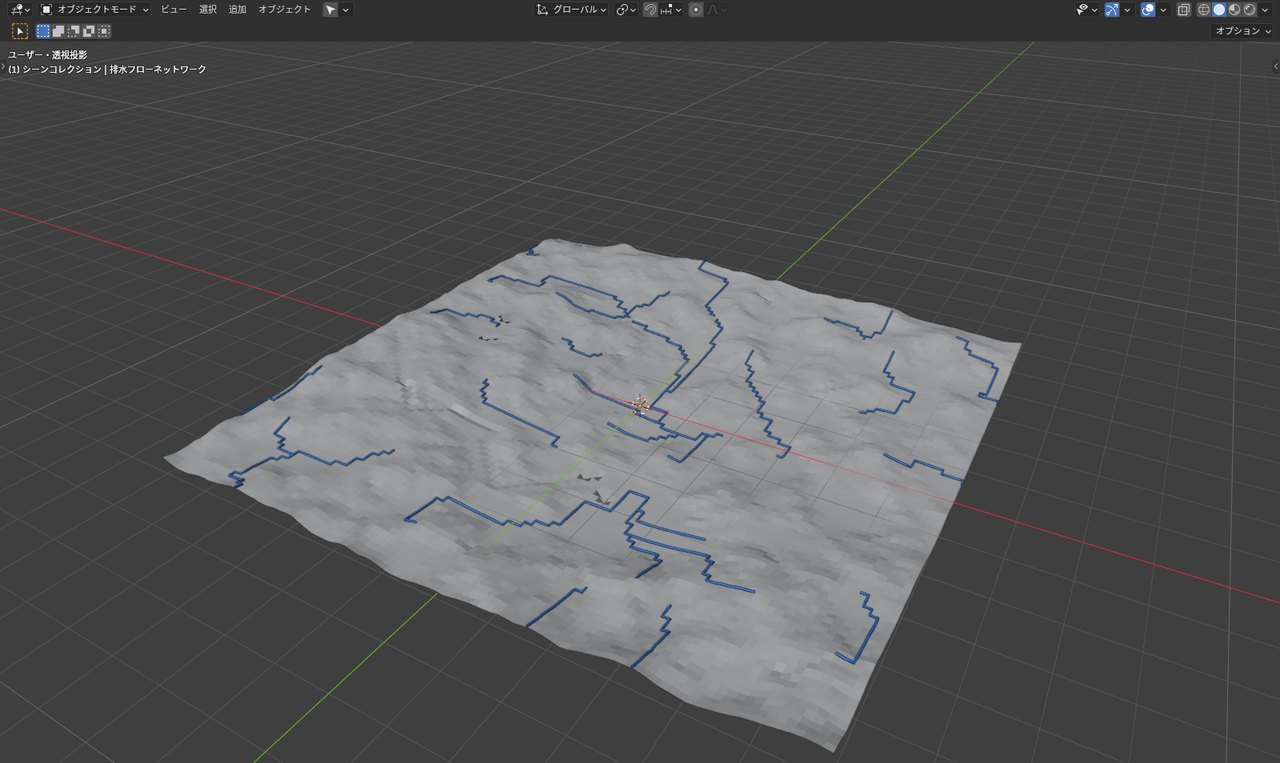 オブジェクトモード ビュー 選択 追加 オブジェクト グローバル
オプション
ユーザー・透視投影
(1) シーンコレクション | 排水フローネットワーク